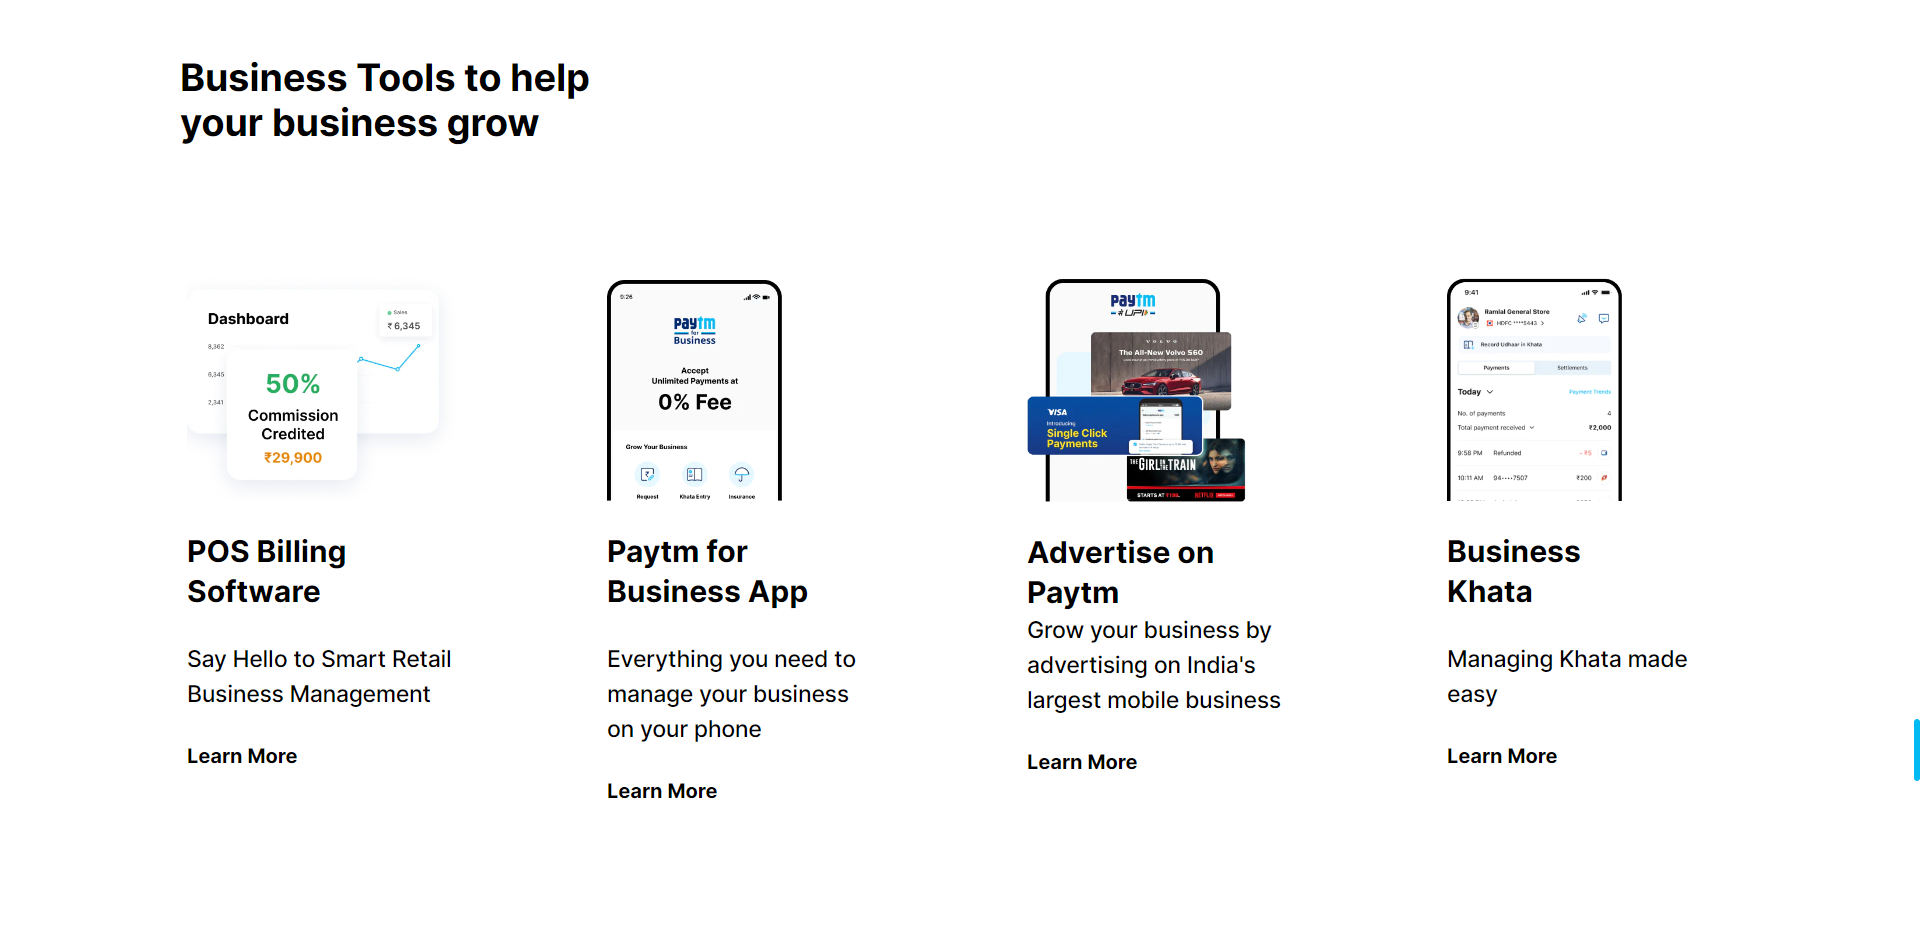 Business Tools to help
your business grow
Dashboard
Sales
₹ 6,345
8,362
6,345
2,341
50%
Commission
Credited
₹29,900
POS Billing
Software
Say Hello to Smart Retail
Business Management
Learn More
9:26
paytm
for
Business
Accept
Unlimited Payments at
0% Fee
Grow Your Business
Request
Khata Entry
Insurance
Paytm for
Business App
Everything you need to
manage your business
on your phone
Learn More
paytm
UPI
VOLVO
The All-New Volvo S60
VISA
Introducing
Single Click
Payments
THE GIRL ON THE TRAIN
STARTS AT
NETFLIX
Advertise on
Paytm
Grow your business by
advertising on India's
largest mobile business
Learn More
9:41
Ramlal General Store
HDFC ****5443
Record Udhaar in Khata
Payments
Settlements
Today
Payment Trends
No. of payments 4
Total payment received ₹2,000
9:58 PM Refunded - ₹5
10:11 AM 94••••7507 ₹200
Business
Khata
Managing Khata made
easy
Learn More